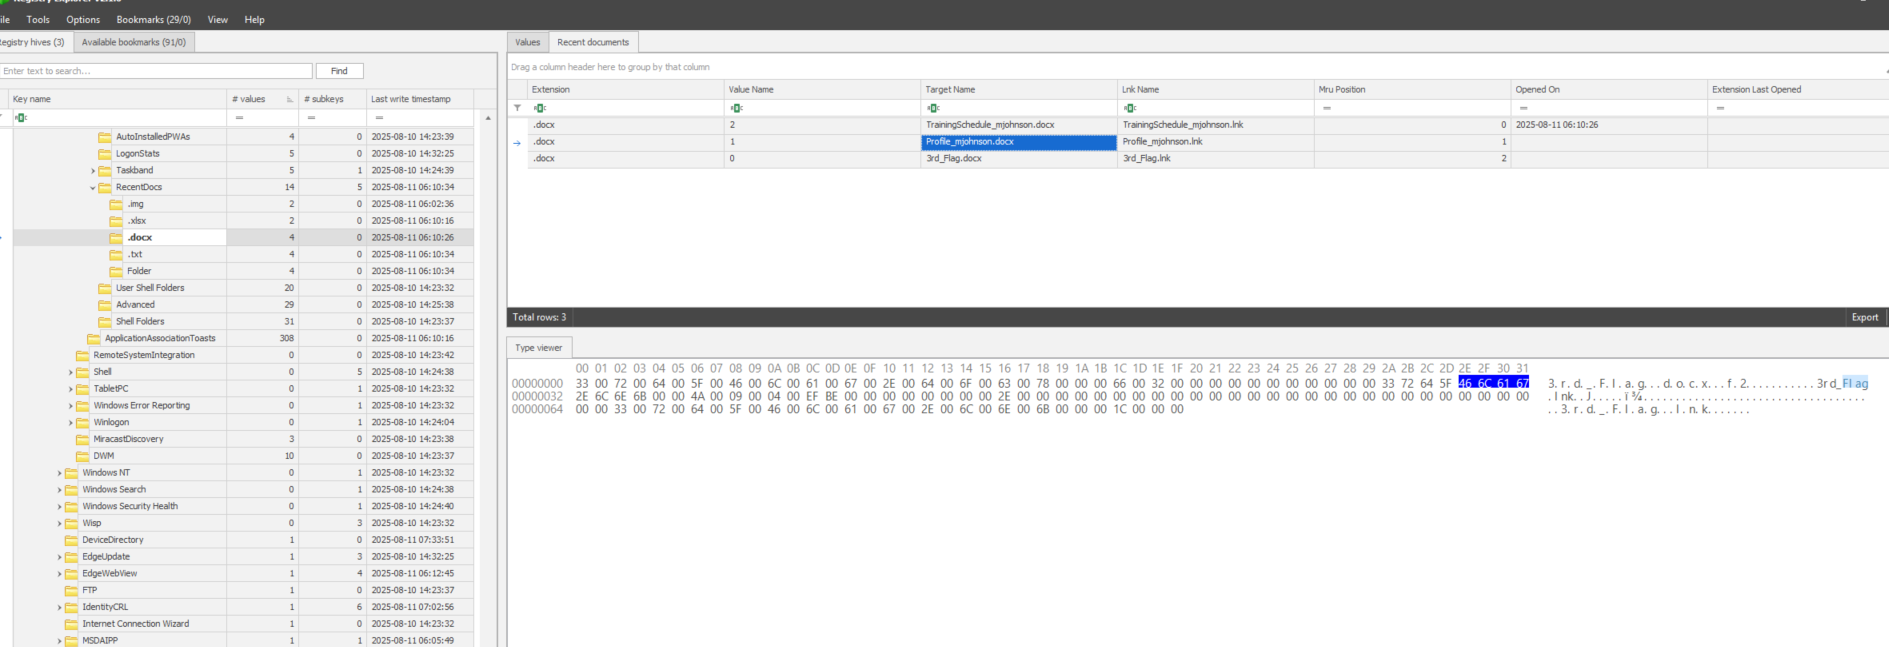 ile Tools Options Bookmarks (29/0) View Help
Registry hives (3) Available bookmarks (91/0)
Enter text to search... Find
Key name # values # subkeys Last write timestamp
= = =
AutoInstalledPWAs 4 0 2025-08-10 14:23:39
LogonStats 5 0 2025-08-10 14:32:25
Taskband 5 1 2025-08-10 14:24:39
RecentDocs 14 5 2025-08-11 06:10:34
.img 2 0 2025-08-11 06:02:36
.xlsx 2 0 2025-08-11 06:10:16
.docx 4 0 2025-08-11 06:10:26
.txt 4 0 2025-08-11 06:10:34
Folder 4 0 2025-08-11 06:10:34
User Shell Folders 20 0 2025-08-10 14:23:32
Advanced 29 0 2025-08-10 14:25:38
Shell Folders 31 0 2025-08-10 14:23:37
ApplicationAssociationToasts 308 0 2025-08-11 06:10:16
RemoteSystemIntegration 0 0 2025-08-10 14:23:42
Shell 0 5 2025-08-10 14:24:38
TabletPC 0 1 2025-08-10 14:23:32
Windows Error Reporting 0 1 2025-08-10 14:24:32
Winlogon 0 1 2025-08-10 14:24:04
MiracastDiscovery 3 0 2025-08-10 14:23:38
DWM 10 0 2025-08-10 14:23:37
Windows NT 0 1 2025-08-10 14:23:32
Windows Search 0 1 2025-08-10 14:24:38
Windows Security Health 0 1 2025-08-10 14:24:40
Wisp 0 3 2025-08-10 14:23:32
DeviceDirectory 1 0 2025-08-11 07:33:51
EdgeUpdate 1 3 2025-08-10 14:32:25
EdgeWebView 1 4 2025-08-11 06:12:45
FTP 1 0 2025-08-10 14:23:37
IdentityCRL 1 6 2025-08-11 07:02:56
Internet Connection Wizard 1 0 2025-08-10 14:23:32
MSDAIPP 1 1 2025-08-11 06:05:49
Values Recent documents
Drag a column header here to group by that column
Extension Value Name Target Name Lnk Name Mru Position Opened On Extension Last Opened
= = =
.docx 2 TrainingSchedule_mjohnson.docx TrainingSchedule_mjohnson.lnk 0 2025-08-11 06:10:26
.docx 1 Profile_mjohnson.docx Profile_mjohnson.lnk 1
.docx 0 3rd_Flag.docx 3rd_Flag.lnk 2
Total rows: 3 Export
Type viewer
00 01 02 03 04 05 06 07 08 09 0A 0B 0C 0D 0E 0F 10 11 12 13 14 15 16 17 18 19 1A 1B 1C 1D 1E 1F 20 21 22 23 24 25 26 27 28 29 2A 2B 2C 2D 2E 2F 30 31
00000000 33 00 72 00 64 00 5F 00 46 00 6C 00 61 00 67 00 2E 00 64 00 6F 00 63 00 78 00 00 00 66 00 32 00 00 00 00 00 00 00 00 00 00 00 33 72 64 5F 46 6C 61 67 3.r.d._.F.l.a.g...d.o.c.x...f.2...........3rd_Flag
00000032 2E 6C 6E 6B 00 00 4A 00 09 00 04 00 EF BE 00 00 00 00 00 00 00 00 2E 00 00 00 00 00 00 00 00 00 00 00 00 00 00 00 00 00 00 00 00 00 00 00 00 00 00 00 .lnk..J.....ï¾....................................
00000064 00 00 33 00 72 00 64 00 5F 00 46 00 6C 00 61 00 67 00 2E 00 6C 00 6E 00 6B 00 00 00 1C 00 00 00 ..3.r.d._.F.l.a.g...l.n.k.......